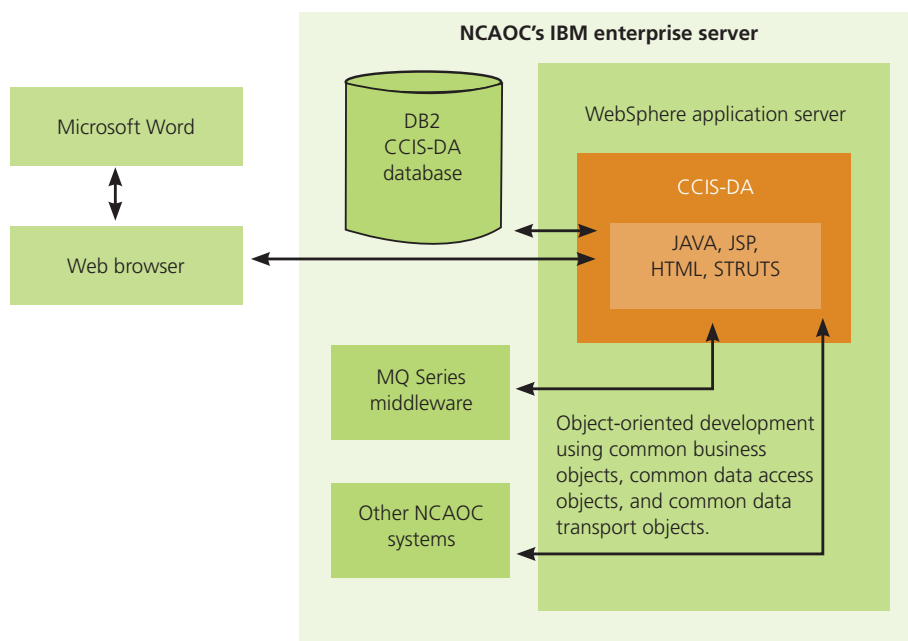 NCAOC's IBM enterprise server
Microsoft Word
Web browser
DB2
CCIS-DA
database
WebSphere application server
CCIS-DA
JAVA, JSP,
HTML, STRUTS
MQ Series
middleware
Other NCAOC
systems
Object-oriented development
using common business
objects, common data access
objects, and common data
transport objects.